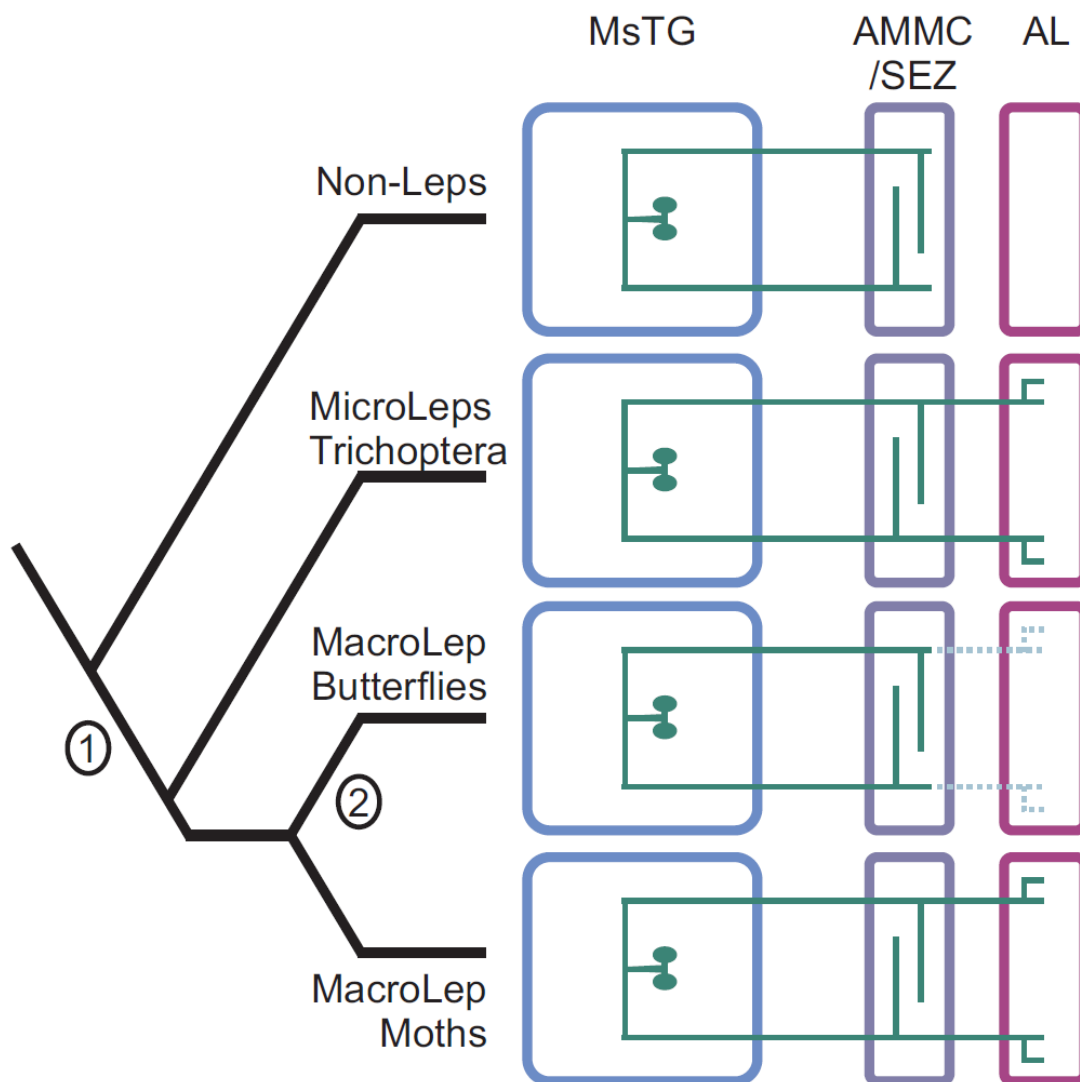 MsTG
AMMC
/SEZ
AL
Non-Leps
MicroLeps
Trichoptera
MacroLep
Butterflies
1
2
MacroLep
Moths